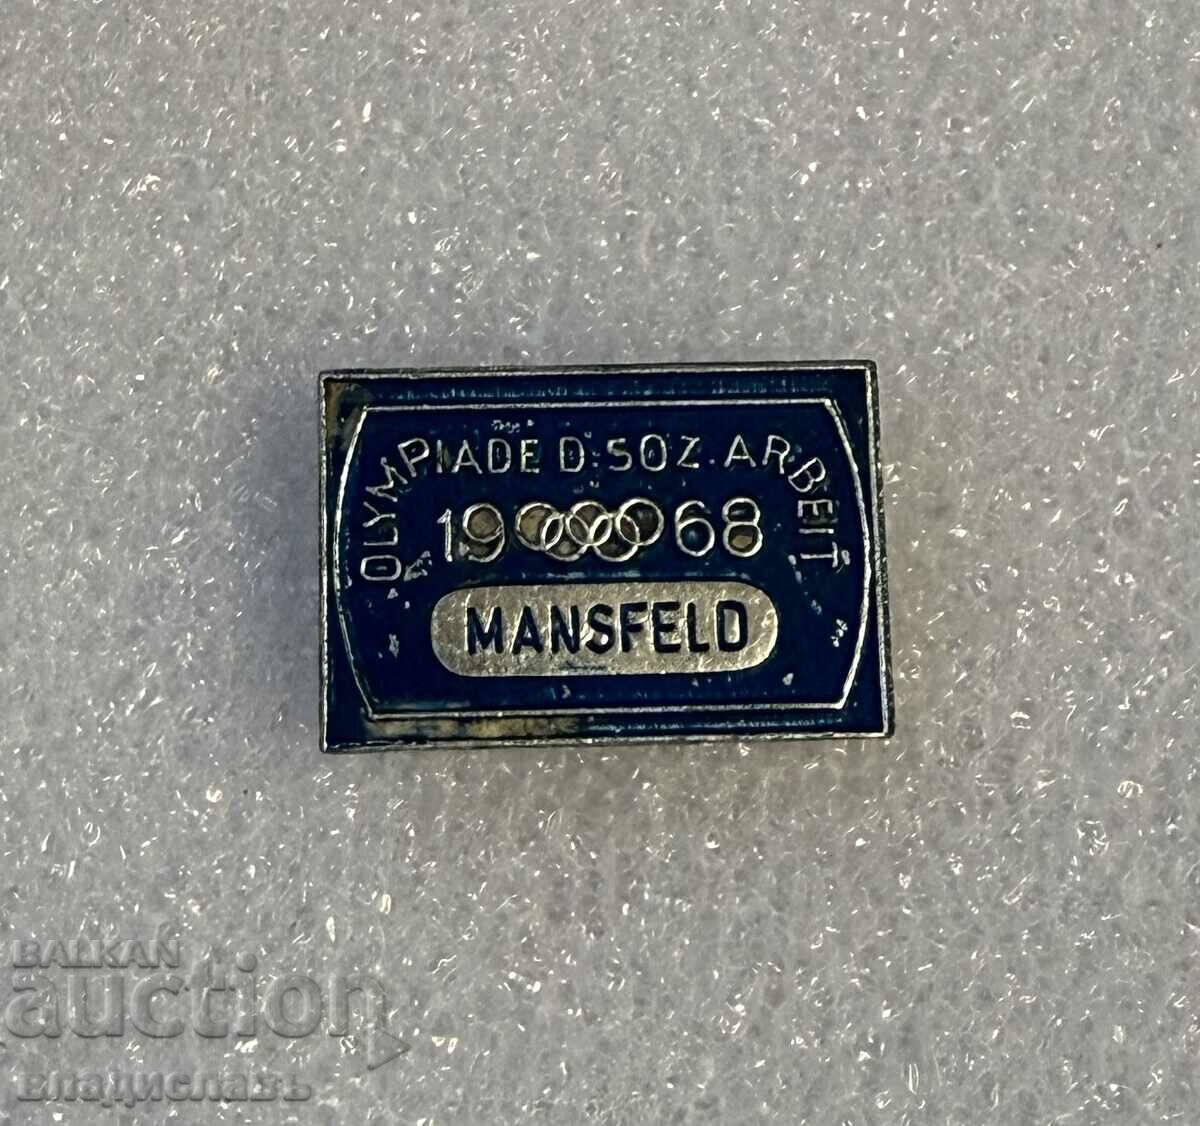 OLYMPIADE D. SOZ. ARBEIT
1968
MANSFELD
BALKAN
auction
владиславъ